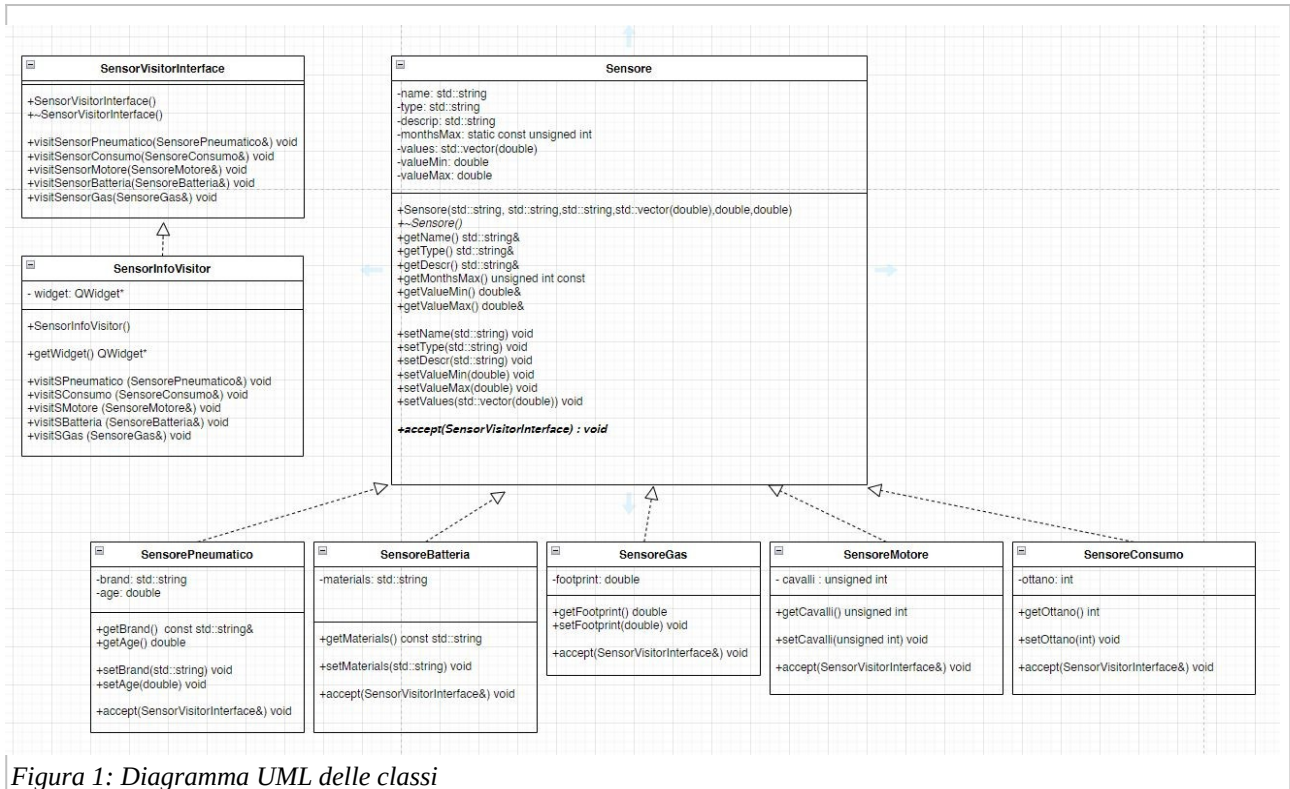 SensorVisitorInterface
+SensorVisitorInterface()
+~SensorVisitorInterface()
+visitSensorPneumatico(SensorePneumatico&) void
+visitSensorConsumo(SensoreConsumo&) void
+visitSensorMotore(SensoreMotore&) void
+visitSensorBatteria(SensoreBatteria&) void
+visitSensorGas(SensoreGas&) void
SensorInfoVisitor
- widget: QWidget*
+SensorInfoVisitor()
+getWidget() QWidget*
+visitSPneumatico (SensorePneumatico&) void
+visitSConsumo (SensoreConsumo&) void
+visitSMotore (SensoreMotore&) void
+visitSBatteria (SensoreBatteria&) void
+visitSGas (SensoreGas&) void
Sensore
-name: std::string
-type: std::string
-descrip: std::string
-monthsMax: static const unsigned int
-values: std::vector(double)
-valueMin: double
-valueMax: double
+Sensore(std::string, std::string,std::string,std::vector(double),double,double)
+~Sensore()
+getName() std::string&
+getType() std::string&
+getDescr() std::string&
+getMonthsMax() unsigned int const
+getValueMin() double&
+getValueMax() double&
+setName(std::string) void
+setType(std::string) void
+setDescr(std::string) void
+setValueMin(double) void
+setValueMax(double) void
+setValues(std::vector(double)) void
+accept(SensorVisitorInterface) : void
SensorePneumatico
-brand: std::string
-age: double
+getBrand() const std::string&
+getAge() double
+setBrand(std::string) void
+setAge(double) void
+accept(SensorVisitorInterface&) void
SensoreBatteria
-materials: std::string
+getMaterials() const std::string
+setMaterials(std::string) void
+accept(SensorVisitorInterface&) void
SensoreGas
-footprint: double
+getFootprint() double
+setFootprint(double) void
+accept(SensorVisitorInterface&) void
SensoreMotore
- cavalli : unsigned int
+getCavalli() unsigned int
+setCavalli(unsigned int) void
+accept(SensorVisitorInterface&) void
SensoreConsumo
-ottano: int
+getOttano() int
+setOttano(int) void
+accept(SensorVisitorInterface&) void
Figura 1: Diagramma UML delle classi